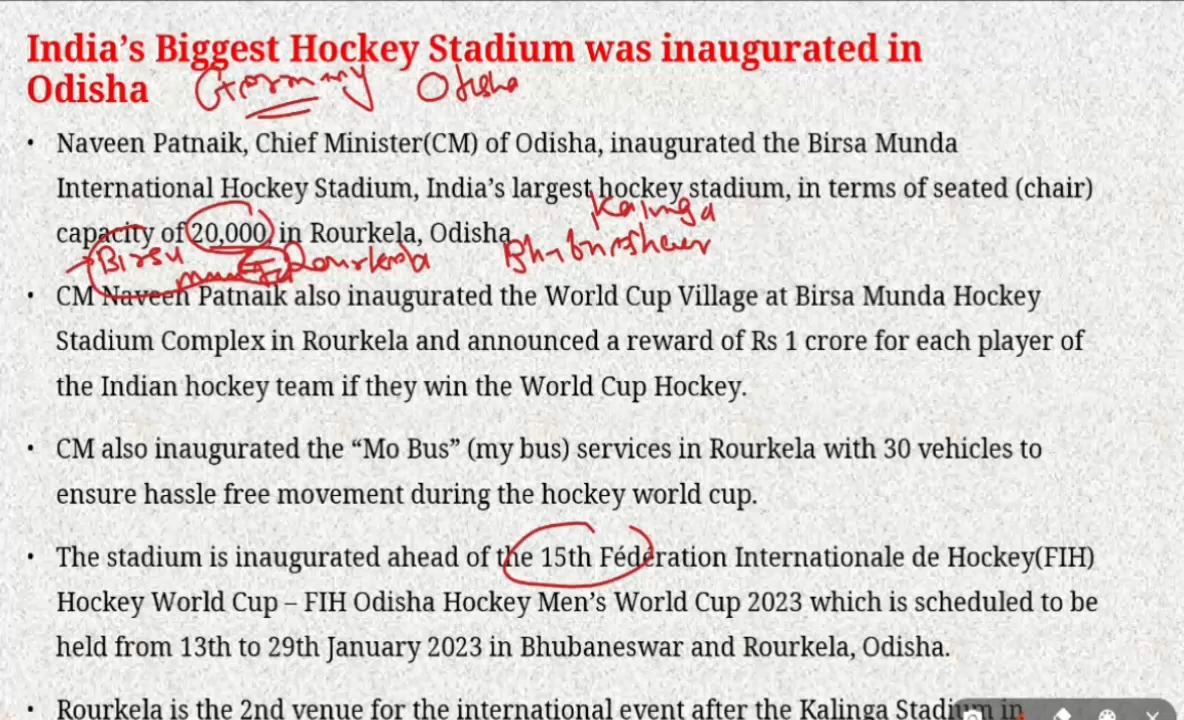 India’s Biggest Hockey Stadium was inaugurated in
Odisha Germany Odisha
• Naveen Patnaik, Chief Minister(CM) of Odisha, inaugurated the Birsa Munda
International Hockey Stadium, India’s largest hockey stadium, in terms of seated (chair)
Kalinga
capacity of 20,000, in Rourkela, Odisha.
Birsa Rourkela
Munda
• CM Naveen Patnaik also inaugurated the World Cup Village at Birsa Munda Hockey
Stadium Complex in Rourkela and announced a reward of Rs 1 crore for each player of
the Indian hockey team if they win the World Cup Hockey.
• CM also inaugurated the “Mo Bus” (my bus) services in Rourkela with 30 vehicles to
ensure hassle free movement during the hockey world cup.
• The stadium is inaugurated ahead of the 15th Fédération Internationale de Hockey(FIH)
Hockey World Cup – FIH Odisha Hockey Men’s World Cup 2023 which is scheduled to be
held from 13th to 29th January 2023 in Bhubaneswar and Rourkela, Odisha.
• Rourkela is the 2nd venue for the international event after the Kalinga Stadium in